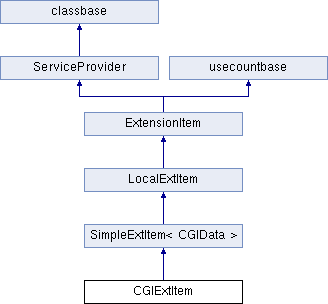 classbase
ServiceProvider
usecountbase
ExtensionItem
LocalExtItem
SimpleExtItem< CGIData >
CGIExtItem